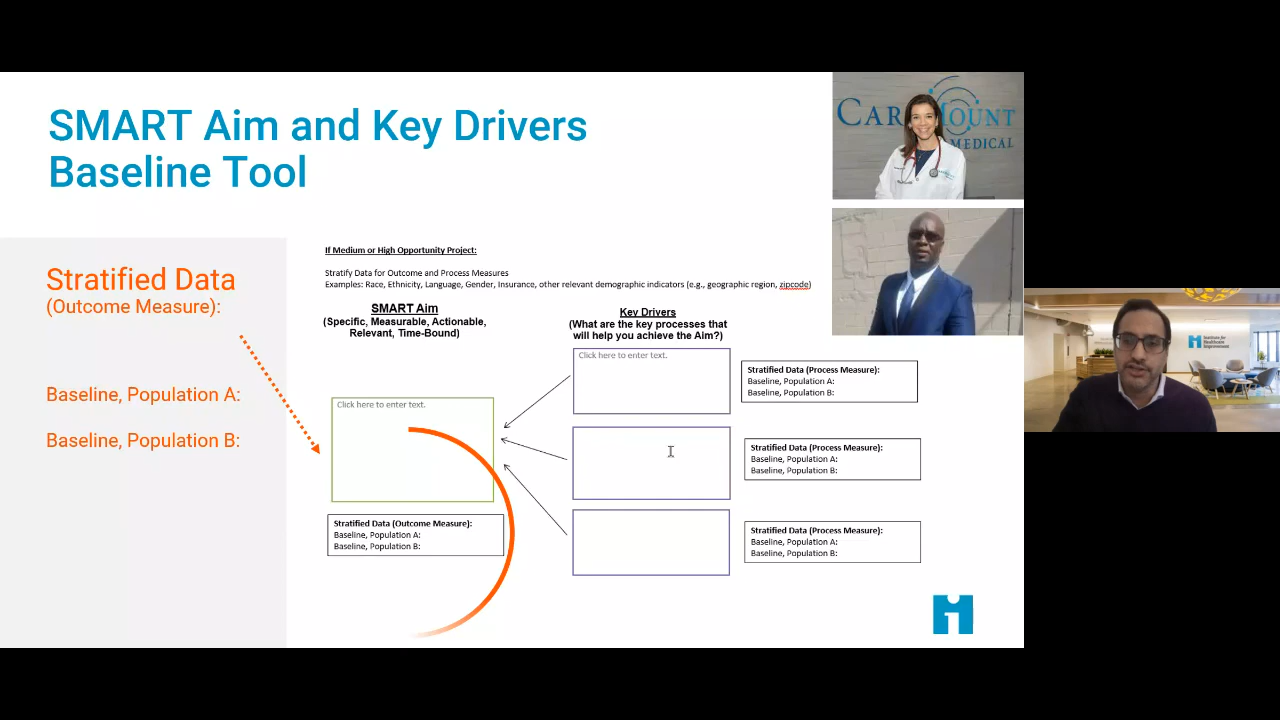 SMART Aim and Key Drivers
Baseline Tool
CAREMOUNT
MEDICAL
Stratified Data
(Outcome Measure):
Baseline, Population A:
Baseline, Population B:
If Medium or High Opportunity Project:
Stratify Data for Outcome and Process Measures
Examples: Race, Ethnicity, Language, Gender, Insurance, other relevant demographic indicators (e.g., geographic region, zipcode)
SMART Aim
(Specific, Measurable, Actionable,
Relevant, Time-Bound)
Click here to enter text.
Stratified Data (Outcome Measure):
Baseline, Population A:
Baseline, Population B:
Key Drivers
(What are the key processes that
will help you achieve the Aim?)
Click here to enter text.
Stratified Data (Process Measure):
Baseline, Population A:
Baseline, Population B:
Stratified Data (Process Measure):
Baseline, Population A:
Baseline, Population B:
Stratified Data (Process Measure):
Baseline, Population A:
Baseline, Population B:
Institute for
Healthcare
Improvement